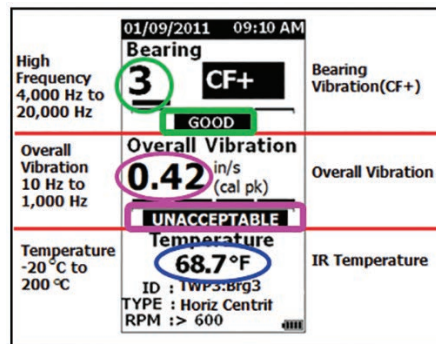 01/09/2011 09:10 AM
Bearing
High
Frequency
4,000 Hz to
20,000 Hz
3
CF+
GOOD
Bearing
Vibration(CF+)
Overall
Vibration
10 Hz to
1,000 Hz
Overall Vibration
0.42 in/s
(cal pk)
UNACCEPTABLE
Overall Vibration
Temperature
-20 °C to
200 °C
Temperature
68.7°F
IR Temperature
ID : TWP3:Brg3
TYPE : Horiz Centrif
RPM :> 600